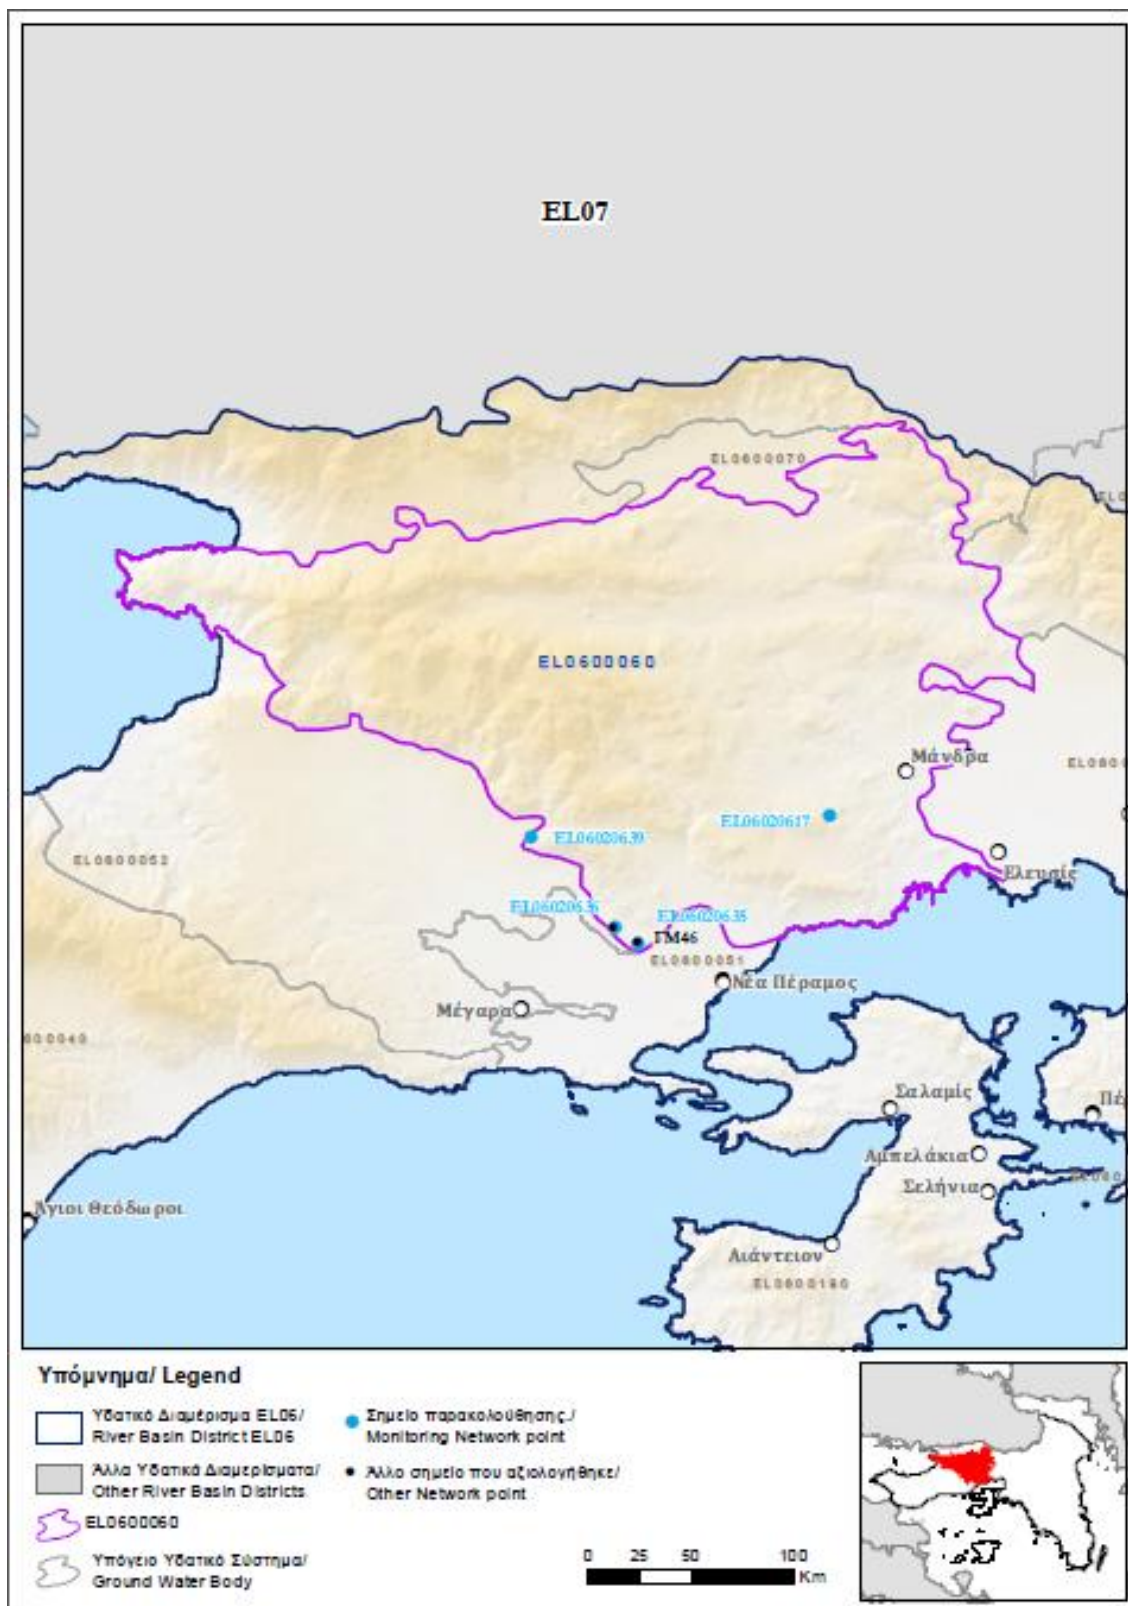 EL07
EL0600070
EL0600060
Μάνδρα
EL06020617
EL06020639
Ελευσίς
EL0600052
EL06020636
EL06020635
ΓΜ46
EL0600051
Νέα Πέραμος
Μέγαρα
Σαλαμίς
Αμπελάκια
Σελήνια
Άγιοι Θεόδωροι
Αιάντειον
EL0600180
Υπόμνημα/ Legend
Υδατικό Διαμέρισμα EL06/
River Basin District EL06
Άλλα Υδατικά Διαμερίσματα/
Other River Basin Districts
EL0600060
Υπόγειο Υδατικό Σύστημα/
Ground Water Body
Σημείο παρακολούθησης./
Monitoring Network point
Άλλο σημείο που αξιολογήθηκε/
Other Network point
0 25 50 100
Km